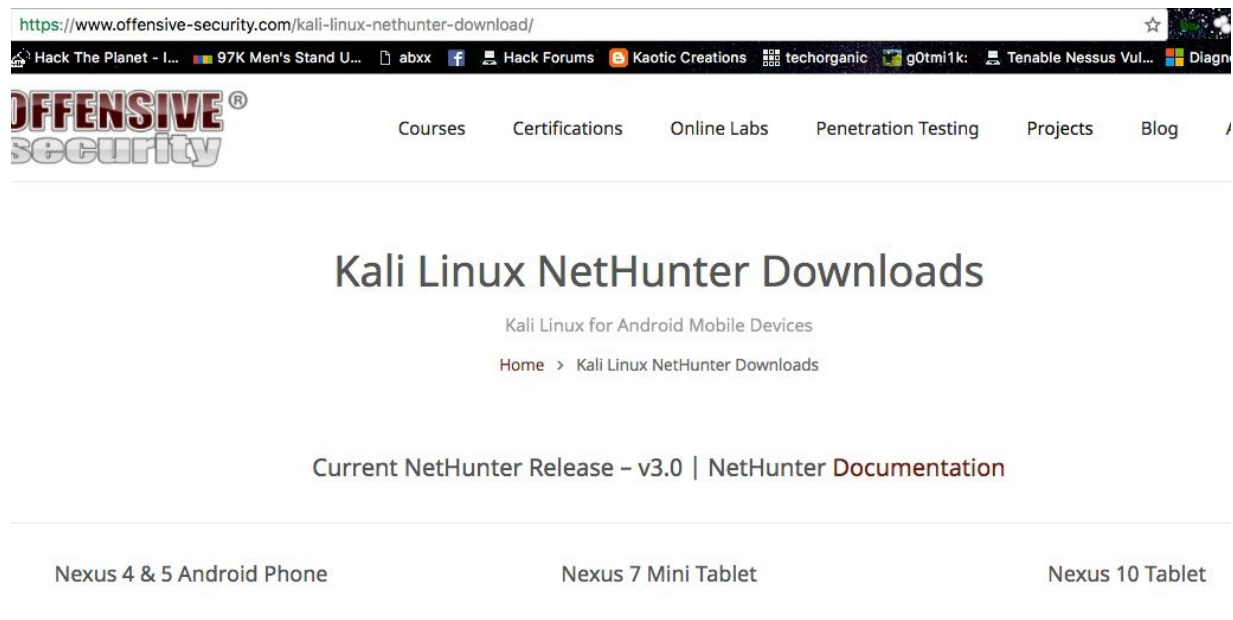 https://www.offensive-security.com/kali-linux-nethunter-download/
Hack The Planet - I... 97K Men's Stand U... abxx Hack Forums Kaotic Creations techorganic g0tmi1k: Tenable Nessus Vul... Diagn
OFFENSIVE®
security
Courses Certifications Online Labs Penetration Testing Projects Blog
Kali Linux NetHunter Downloads
Kali Linux for Android Mobile Devices
Home > Kali Linux NetHunter Downloads
Current NetHunter Release – v3.0 | NetHunter Documentation
Nexus 4 & 5 Android Phone Nexus 7 Mini Tablet Nexus 10 Tablet